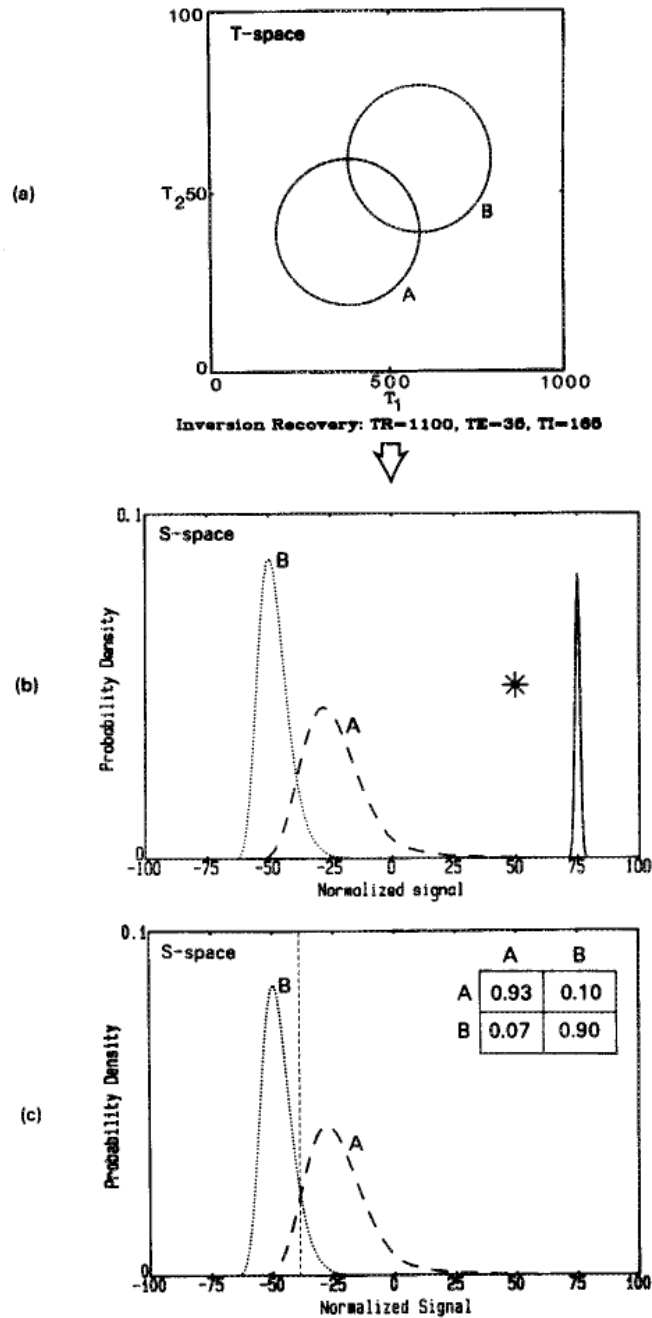 100
T-space
(a)
T2 50
B
A
0
0 500 1000
T1
Inversion Recovery: TR=1100, TE=35, TI=165
0.1
S-space
B
(b)
Probability Density
A
0
-100 -75 -50 -25 0 25 50 75 100
Normalized signal
0.1
S-space
A B
B
A 0.93 0.10
B 0.07 0.90
(c)
Probability Density
A
0
-100 -75 -50 -25 0 25 50 75 100
Normalized Signal